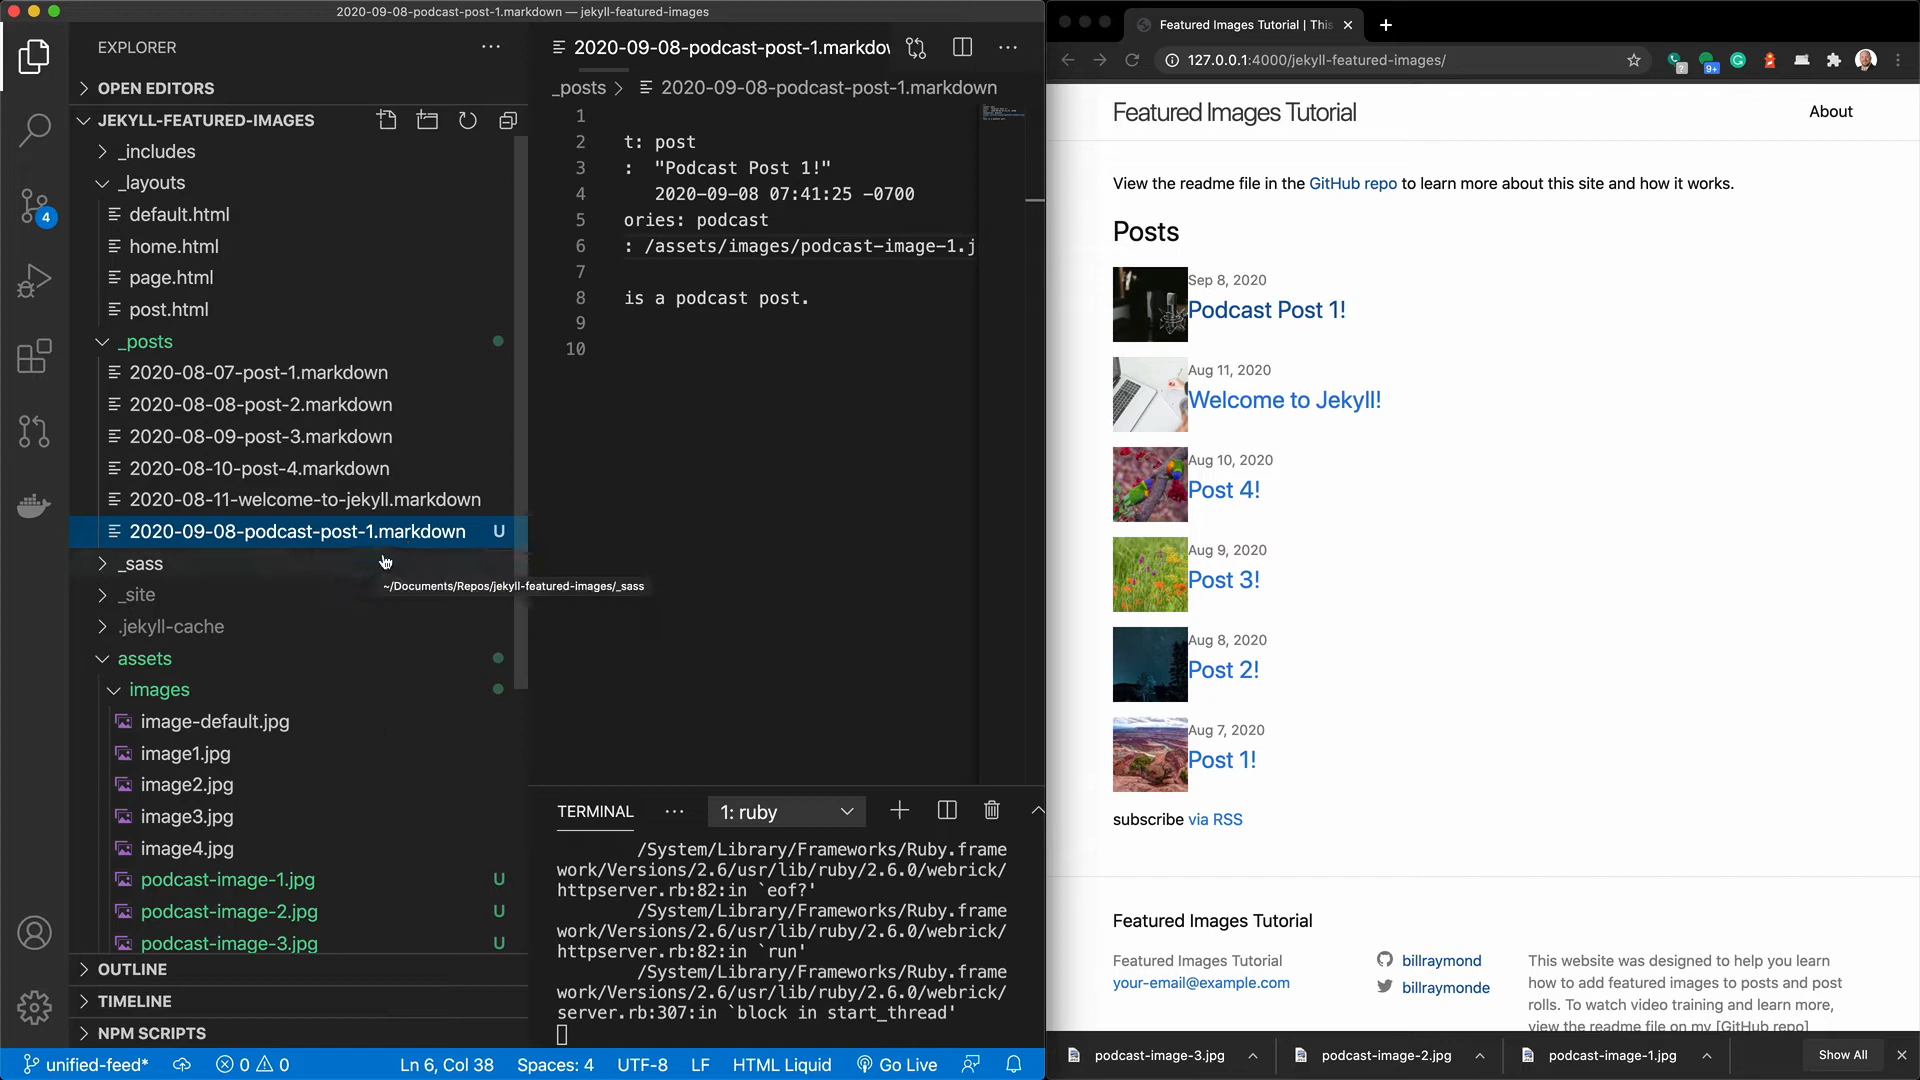 2020-09-08-podcast-post-1.markdown — jekyll-featured-images
EXPLORER
OPEN EDITORS
JEKYLL-FEATURED-IMAGES
_includes
_layouts
default.html
home.html
page.html
post.html
_posts
2020-08-07-post-1.markdown
2020-08-08-post-2.markdown
2020-08-09-post-3.markdown
2020-08-10-post-4.markdown
2020-08-11-welcome-to-jekyll.markdown
2020-09-08-podcast-post-1.markdown U
~/Documents/Repos/jekyll-featured-images/_sass
_sass
_site
.jekyll-cache
assets
images
image-default.jpg
image1.jpg
image2.jpg
image3.jpg
image4.jpg
podcast-image-1.jpg U
podcast-image-2.jpg U
podcast-image-3.jpg U
OUTLINE
TIMELINE
NPM SCRIPTS
4
2020-09-08-podcast-post-1.markdow
_posts > 2020-09-08-podcast-post-1.markdown
1
2 t: post
3 :  "Podcast Post 1!"
4    2020-09-08 07:41:25 -0700
5 ories: podcast
6 : /assets/images/podcast-image-1.j
7
8 is a podcast post.
9
10
TERMINAL 1: ruby
/System/Library/Frameworks/Ruby.frame
work/Versions/2.6/usr/lib/ruby/2.6.0/webrick/
httpserver.rb:82:in `eof?'
/System/Library/Frameworks/Ruby.frame
work/Versions/2.6/usr/lib/ruby/2.6.0/webrick/
httpserver.rb:82:in `run'
/System/Library/Frameworks/Ruby.frame
work/Versions/2.6/usr/lib/ruby/2.6.0/webrick/
server.rb:307:in `block in start_thread'
unified-feed* 0 0 Ln 6, Col 38 Spaces: 4 UTF-8 LF HTML Liquid Go Live
Featured Images Tutorial | This
127.0.0.1:4000/jekyll-featured-images/
? 9+
Featured Images Tutorial About
View the readme file in the GitHub repo to learn more about this site and how it works.
Posts
Sep 8, 2020
Podcast Post 1!
Aug 11, 2020
Welcome to Jekyll!
Aug 10, 2020
Post 4!
Aug 9, 2020
Post 3!
Aug 8, 2020
Post 2!
Aug 7, 2020
Post 1!
subscribe via RSS
Featured Images Tutorial
Featured Images Tutorial
your-email@example.com
billraymond
billraymonde
This website was designed to help you learn
how to add featured images to posts and post
rolls. To watch video training and learn more,
view the readme file on my [GitHub repo]
podcast-image-3.jpg podcast-image-2.jpg podcast-image-1.jpg Show All